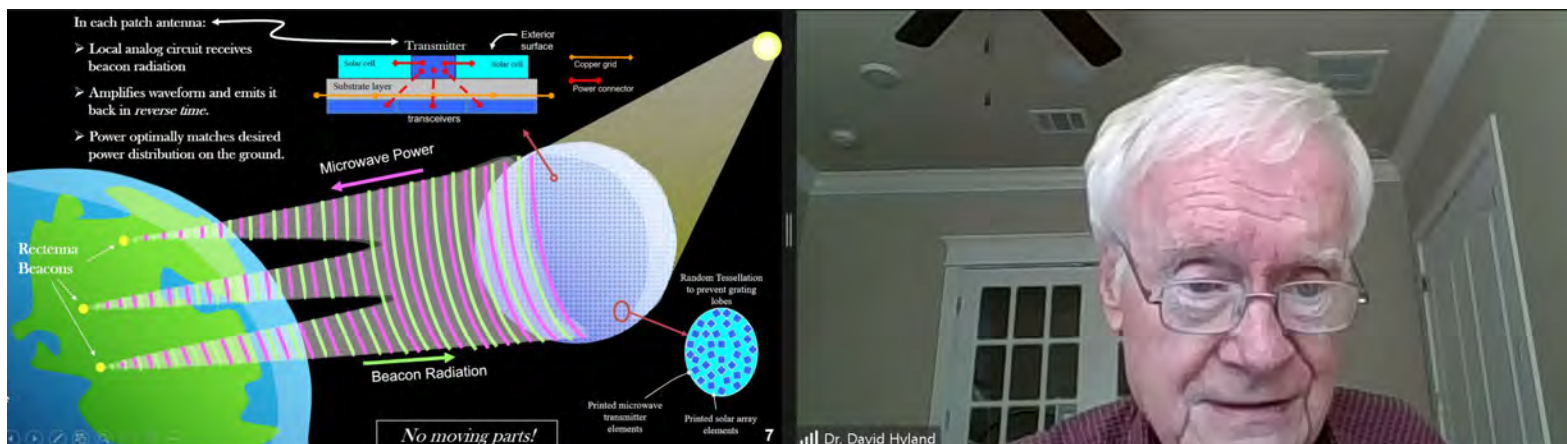 In each patch antenna:
➢ Local analog circuit receives
beacon radiation
➢ Amplifies waveform and emits it
back in reverse time.
➢ Power optimally matches desired
power distribution on the ground.
Transmitter
Exterior
surface
Solar cell
Solar cell
Copper grid
Substrate layer
Power connector
transceivers
Microwave Power
Rectenna
Beacons
Random Tessellation
to prevent grating
lobes
Beacon Radiation
Printed microwave
transmitter
elements
Printed solar array
elements
No moving parts!
7
Dr. David Hyland